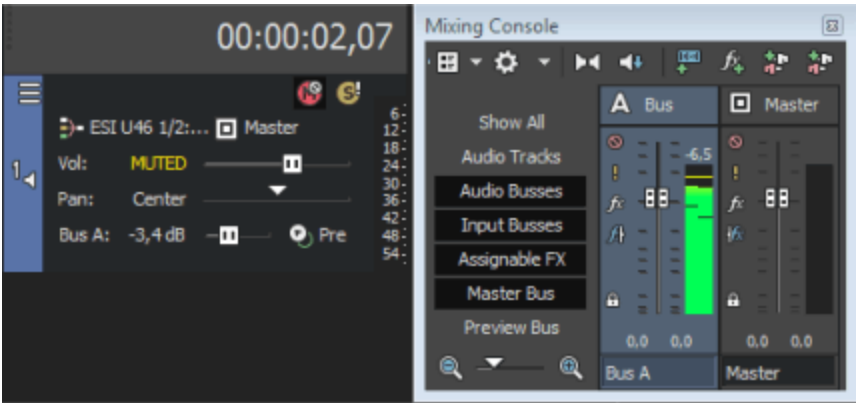 00:00:02,07
ESI U46 1/2:... Master
1
Vol: MUTED
Pan: Center
Bus A: -3,4 dB Pre
6
12
18
24
30
36
42
48
54
Mixing Console
Show All
Audio Tracks
Audio Busses
Input Busses
Assignable FX
Master Bus
Preview Bus
A Bus
-6,5
fx
0,0 0,0
Bus A
Master
fx
0,0 0,0
Master